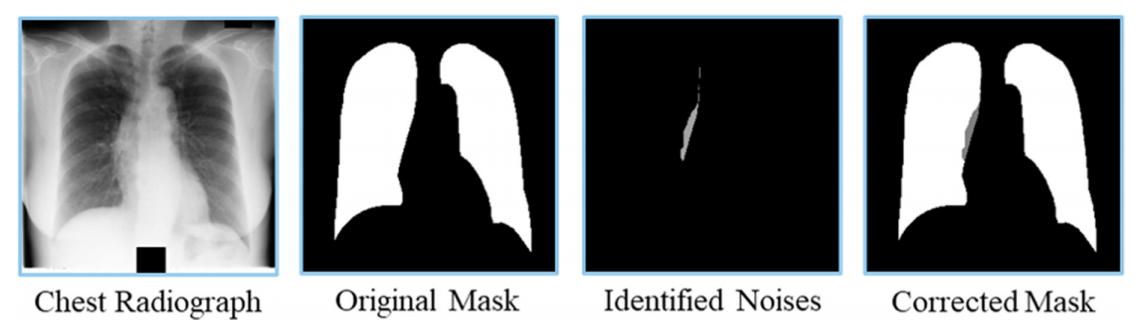 Chest Radiograph
Original Mask
Identified Noises
Corrected Mask